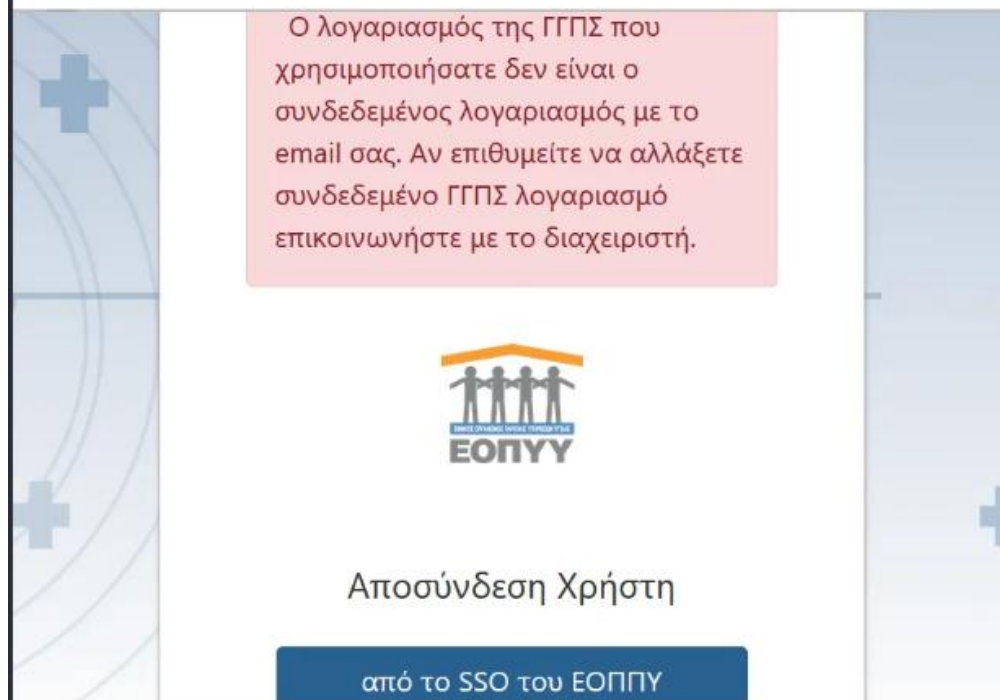 Ο λογαριασμός της ΓΓΠΣ που
χρησιμοποιήσατε δεν είναι ο
συνδεδεμένος λογαριασμός με το
email σας. Αν επιθυμείτε να αλλάξετε
συνδεδεμένο ΓΓΠΣ λογαριασμό
επικοινωνήστε με το διαχειριστή.
ΕΟΠΥΥ
Αποσύνδεση Χρήστη
από το SSO του ΕΟΠΠΥ